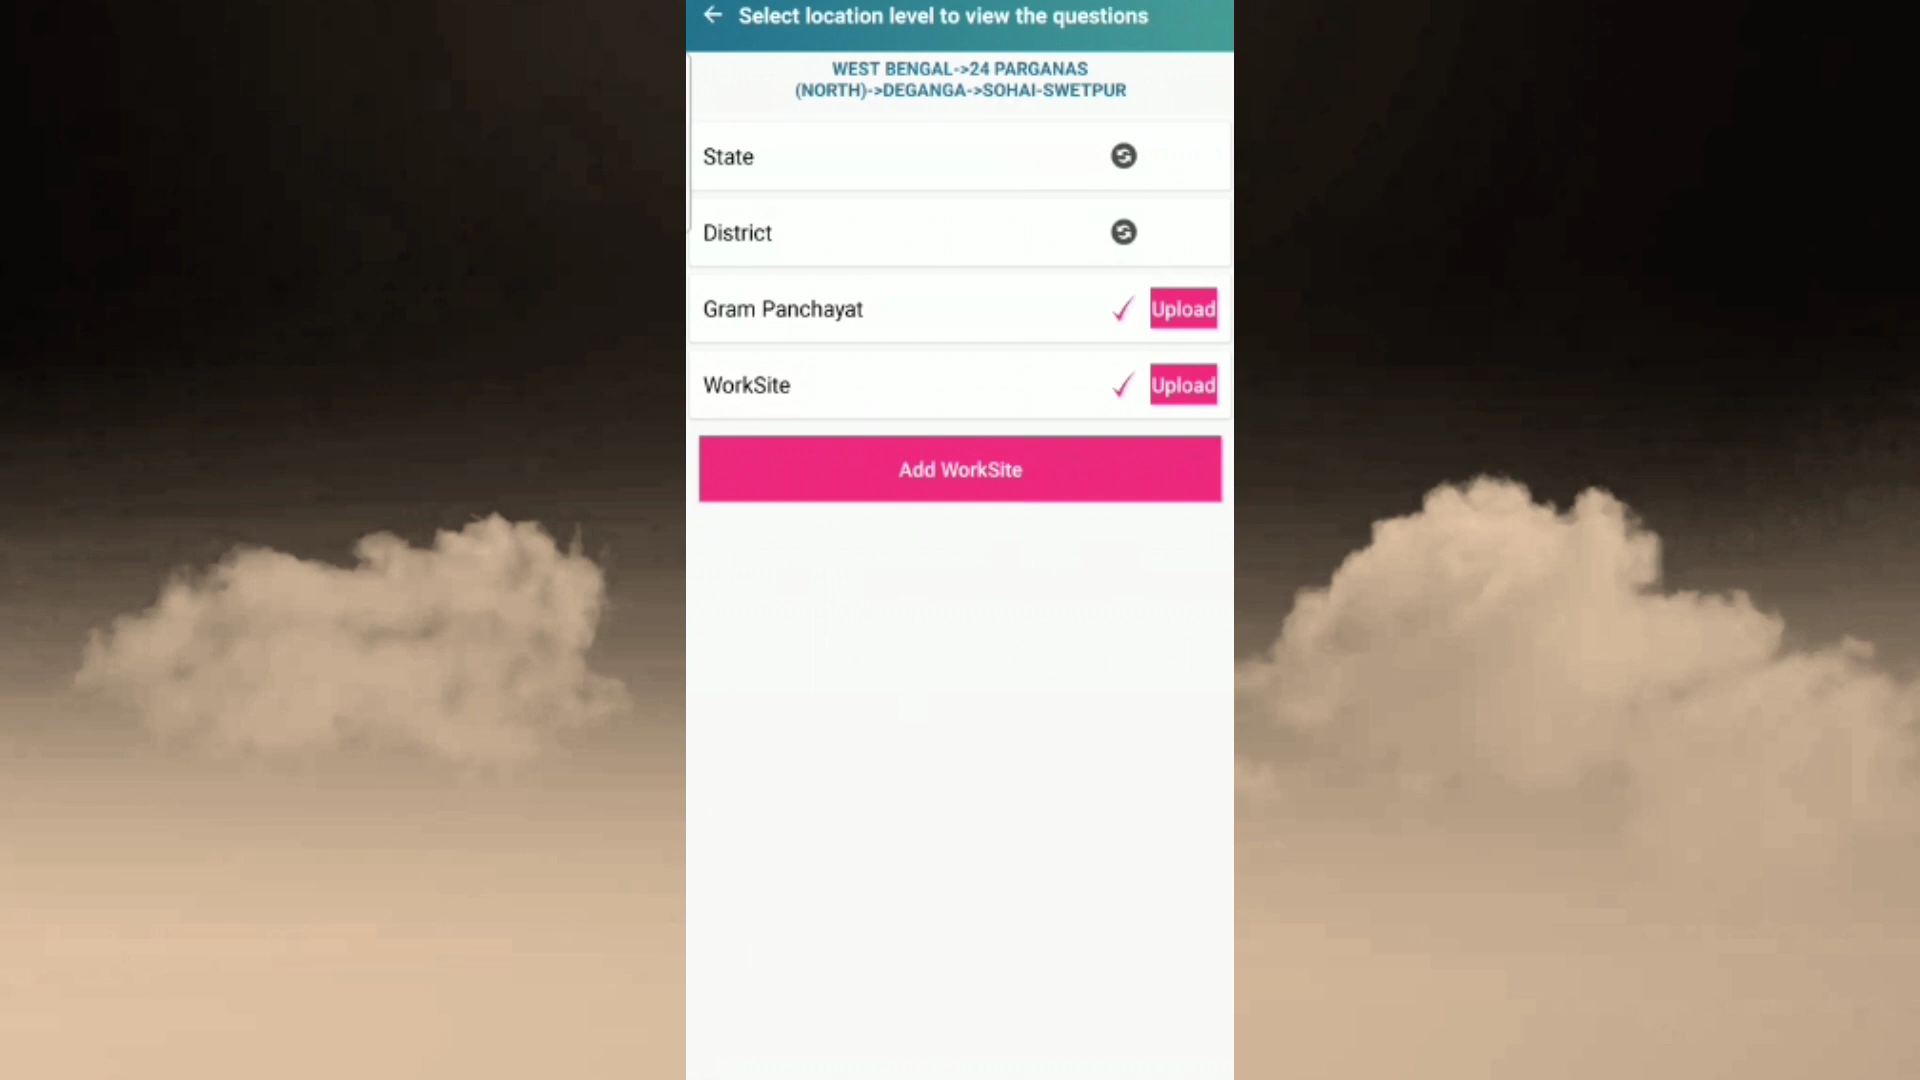 Select location level to view the questions
WEST BENGAL->24 PARGANAS
(NORTH)->DEGANGA->SOHAI-SWETPUR
State
District
Gram Panchayat
Upload
WorkSite
Upload
Add WorkSite